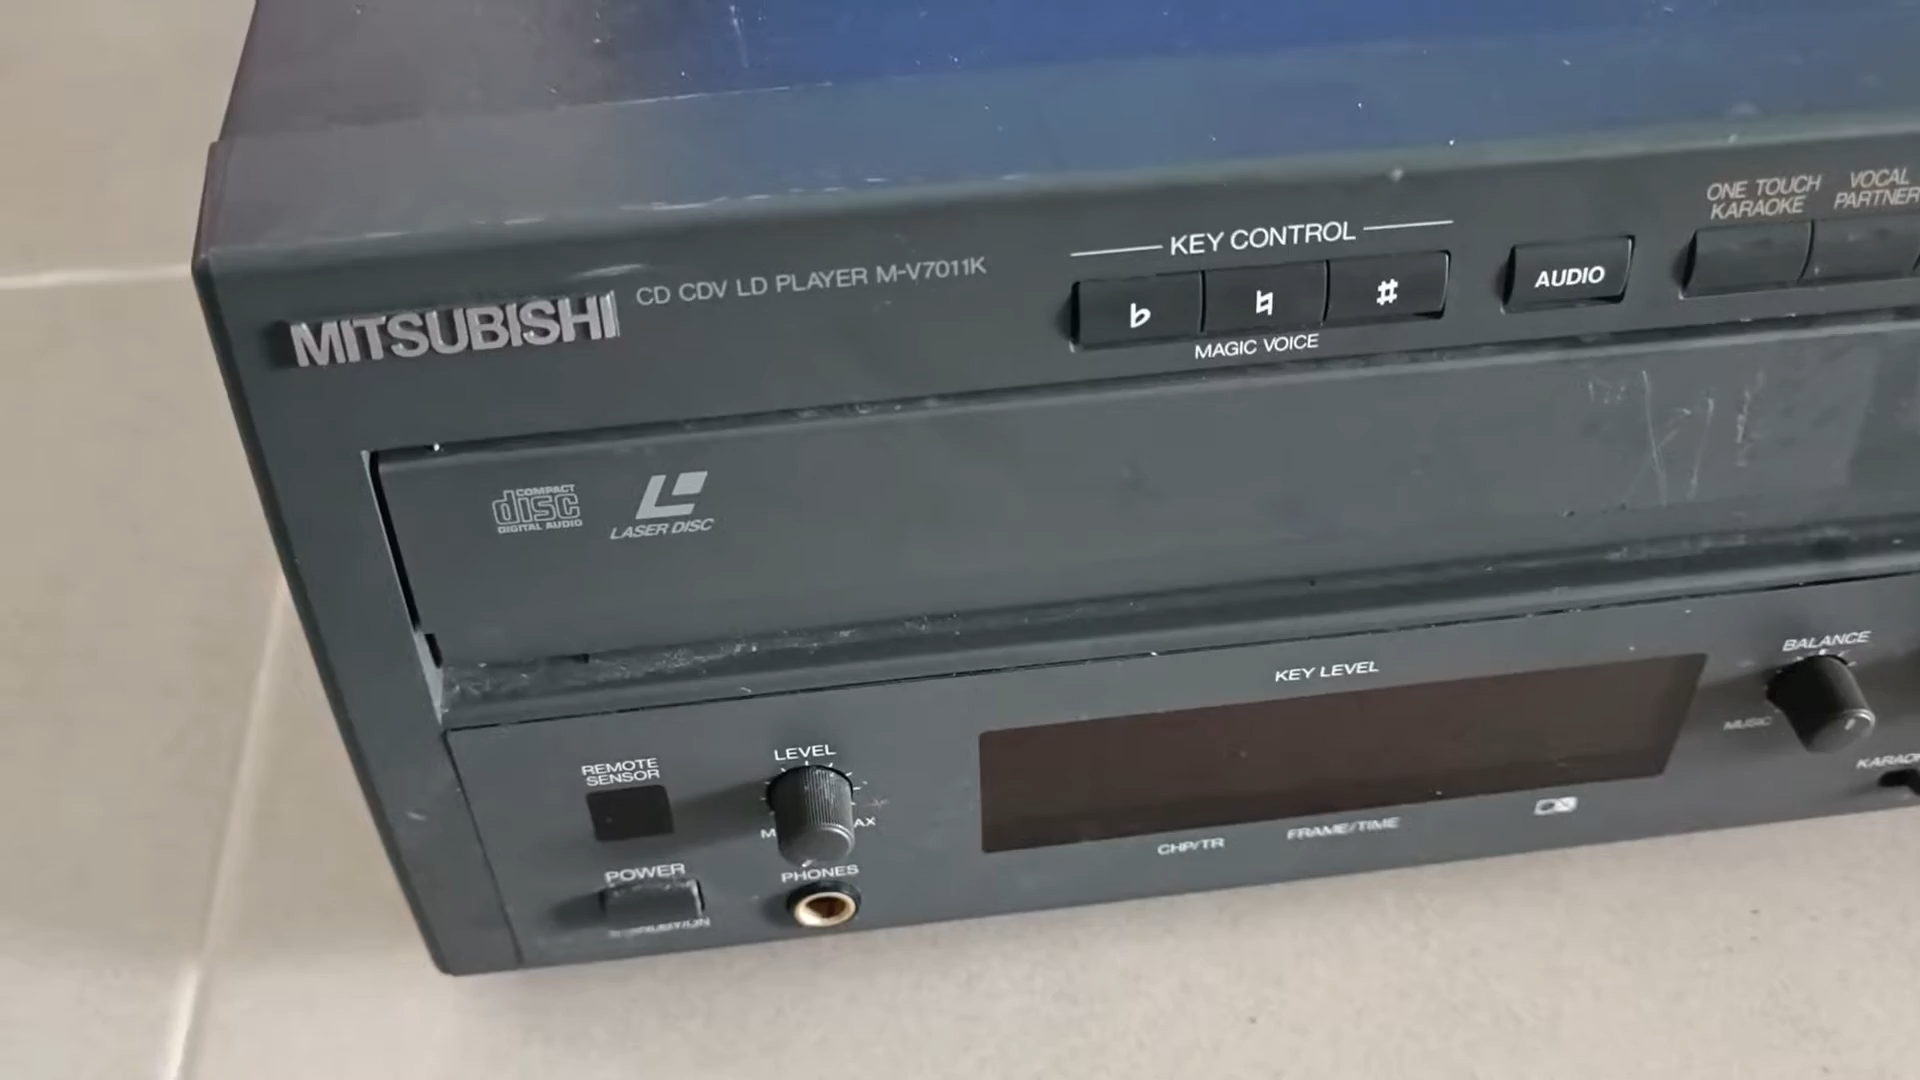 MITSUBISHI
CD CDV LD PLAYER M-V7011K
KEY CONTROL
♭ ♮ ♯
MAGIC VOICE
AUDIO
ONE TOUCH
KARAOKE
VOCAL
PARTNER
COMPACT
disc
DIGITAL AUDIO
LASER DISC
KEY LEVEL
BALANCE
MUSIC
REMOTE
SENSOR
LEVEL
POWER
PHONES
CHP/TR
FRAME/TIME